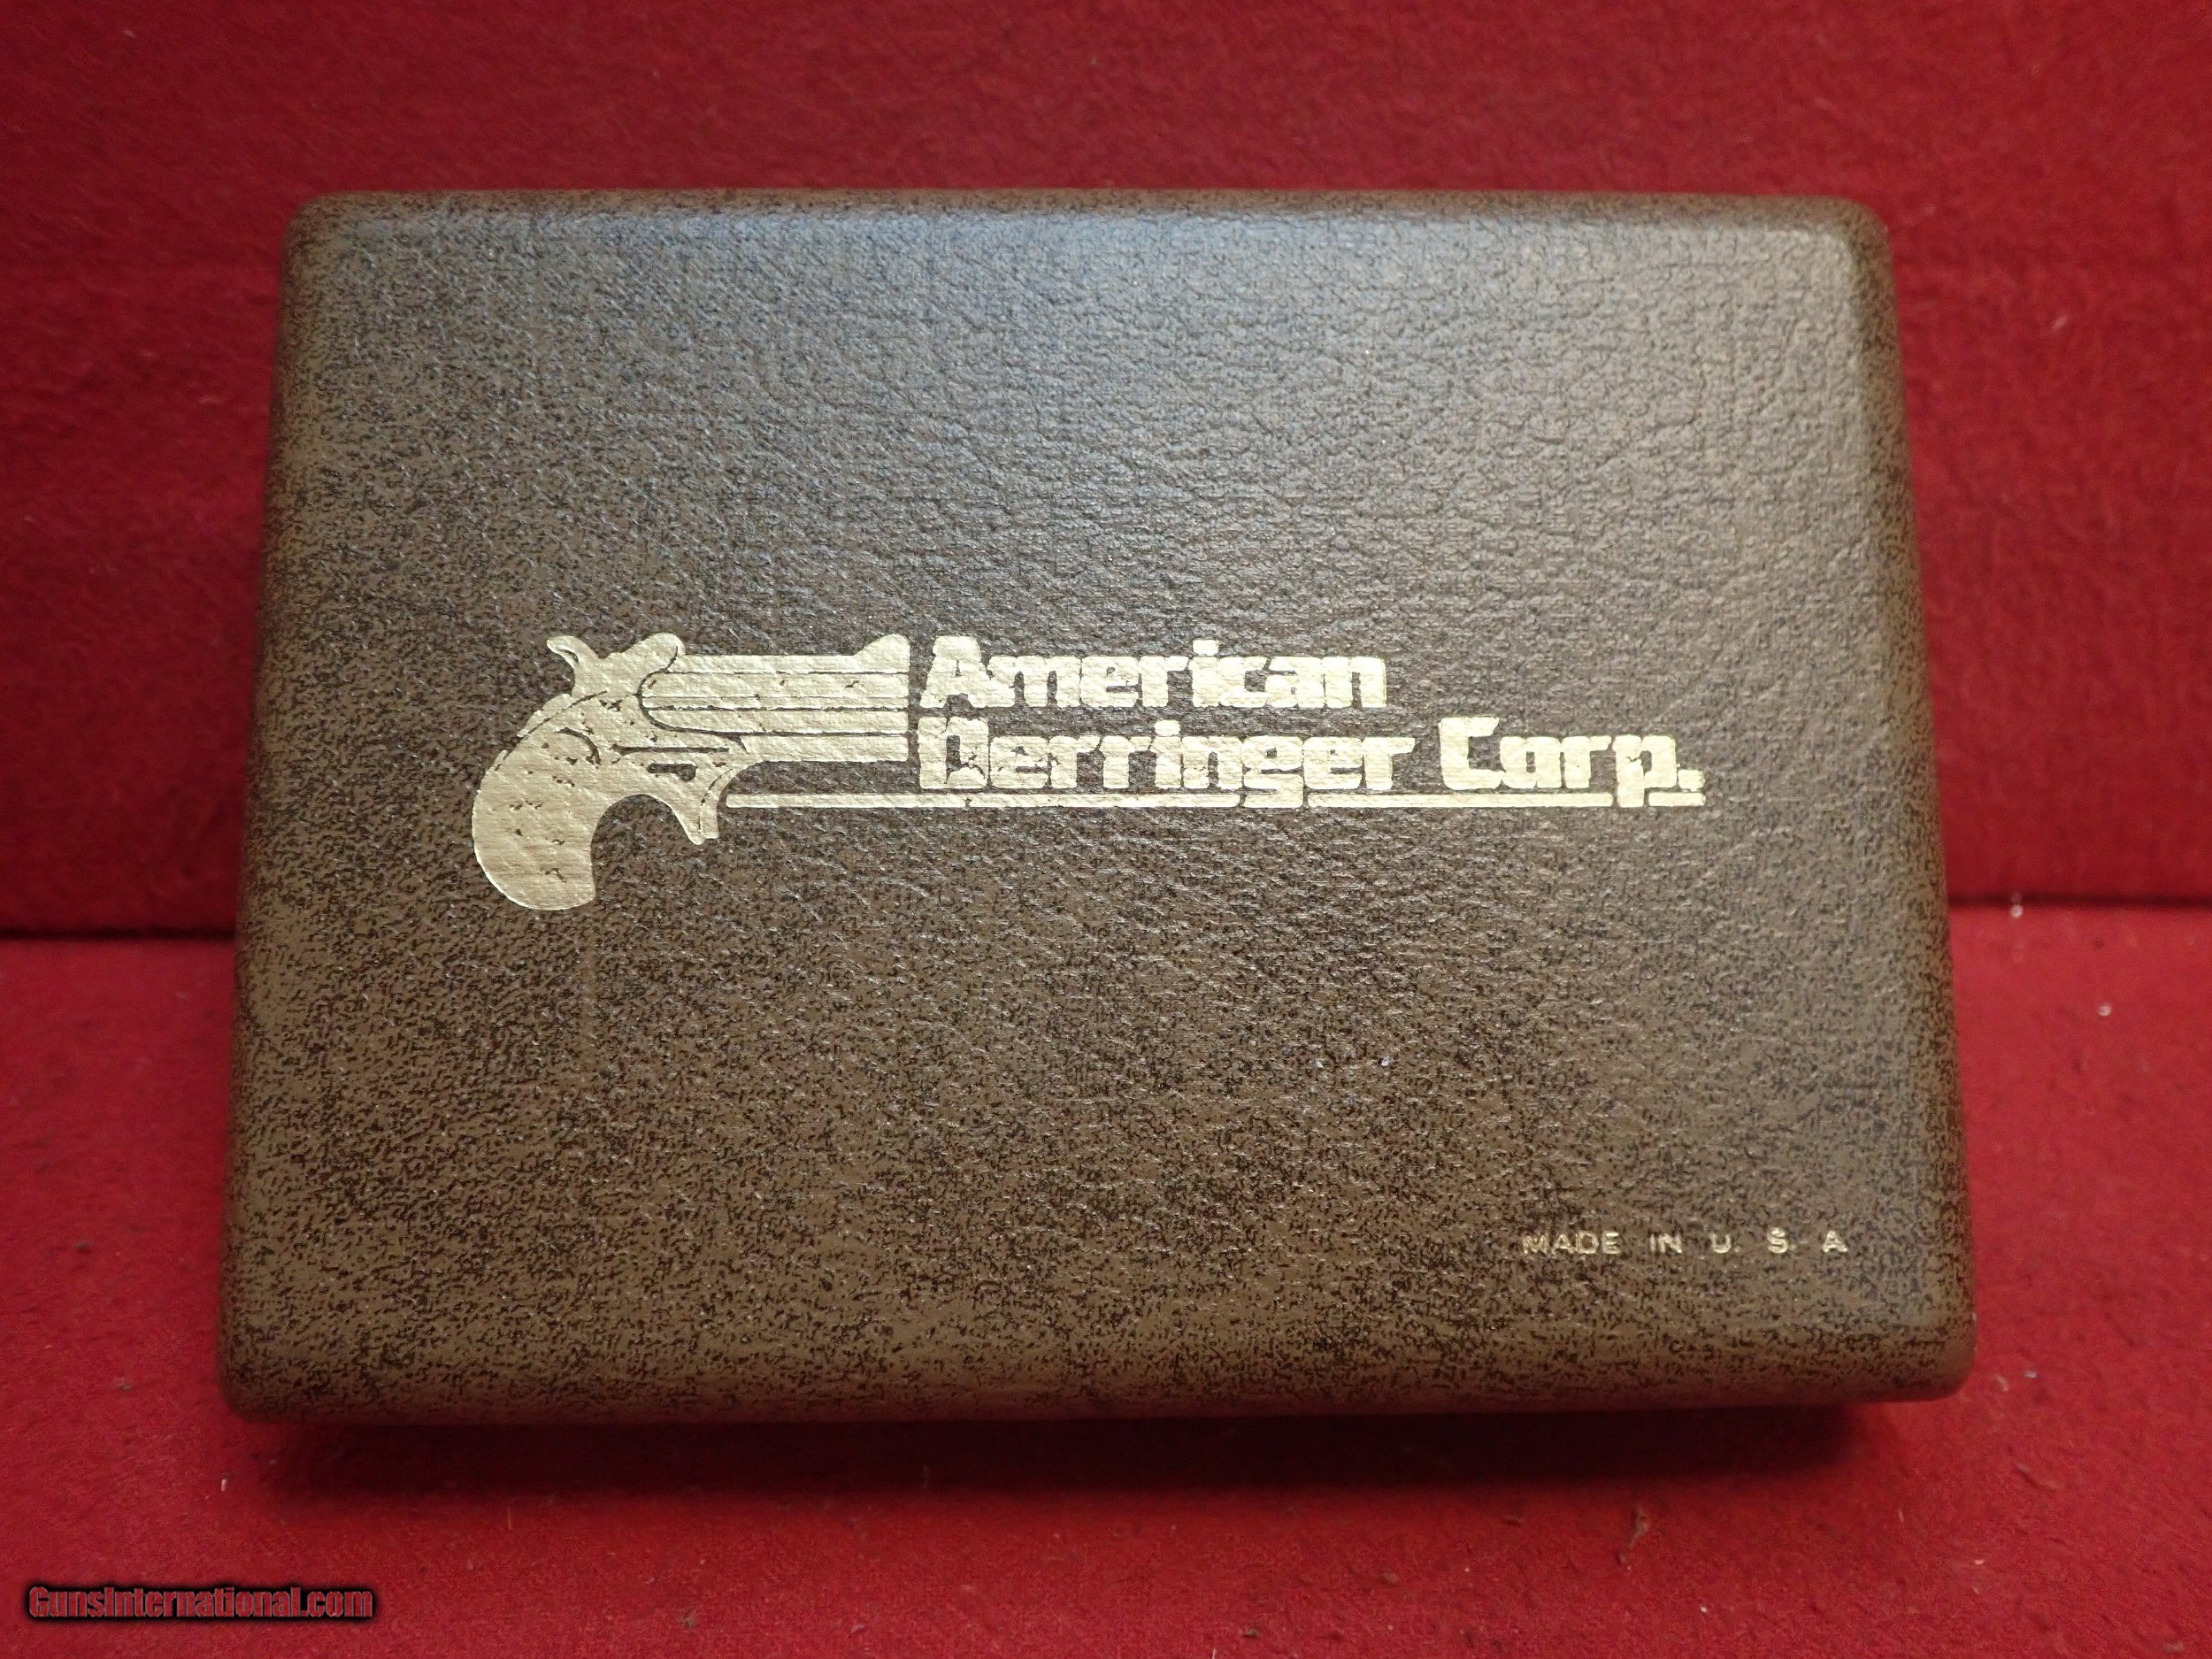 American
Derringer Corp.
MADE IN U. S. A
GunsInternational.com